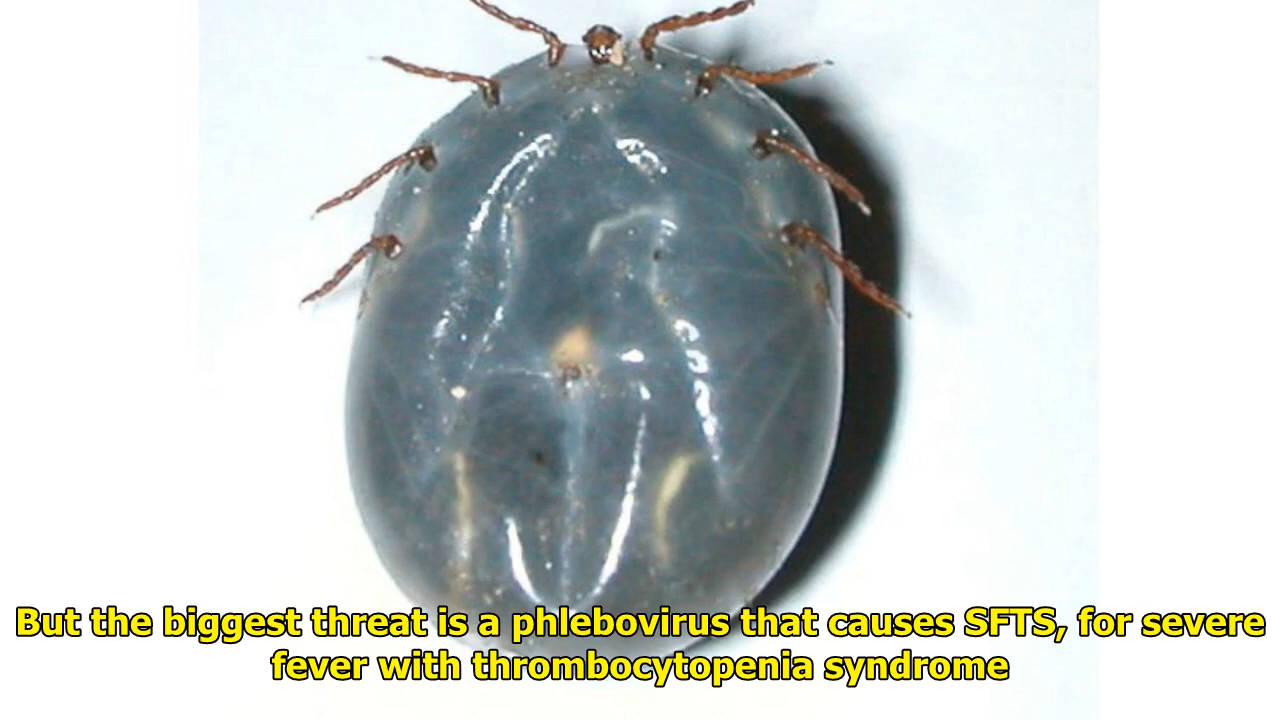 But the biggest threat is a phlebovirus that causes SFTS, for severe
fever with thrombocytopenia syndrome